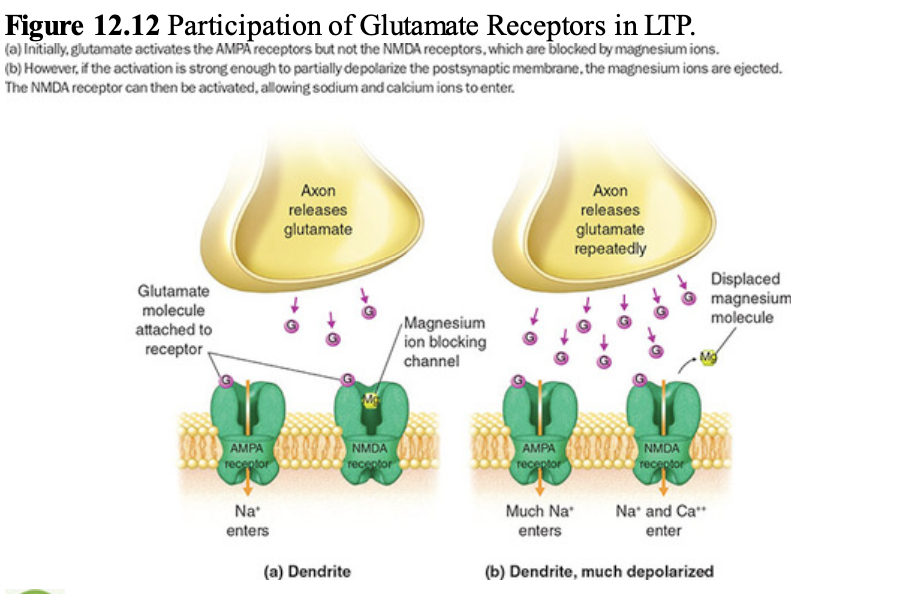 Figure 12.12 Participation of Glutamate Receptors in LTP.
(a) Initially, glutamate activates the AMPA receptors but not the NMDA receptors, which are blocked by magnesium ions.
(b) However, if the activation is strong enough to partially depolarize the postsynaptic membrane, the magnesium ions are ejected.
The NMDA receptor can then be activated, allowing sodium and calcium ions to enter.
Axon
releases
glutamate
Glutamate
molecule
attached to
receptor
G
G
G
Magnesium
ion blocking
channel
G
G
Mg
AMPA
receptor
NMDA
receptor
Na⁺
enters
(a) Dendrite
Axon
releases
glutamate
repeatedly
Displaced
magnesium
molecule
G
G
G
G
G
G
G
G
Mg
G
G
AMPA
receptor
NMDA
receptor
Much Na⁺
enters
Na⁺ and Ca⁺⁺
enter
(b) Dendrite, much depolarized